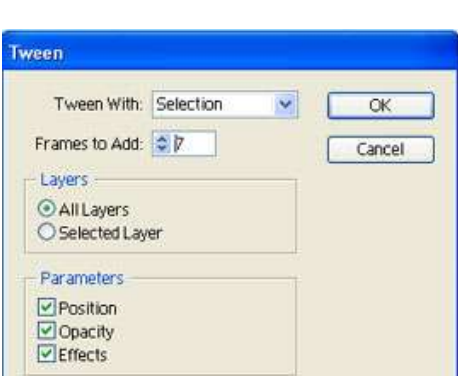 Tween
Tween With: Selection
OK
Frames to Add: 7
Cancel
Layers
All Layers
Selected Layer
Parameters
Position
Opacity
Effects